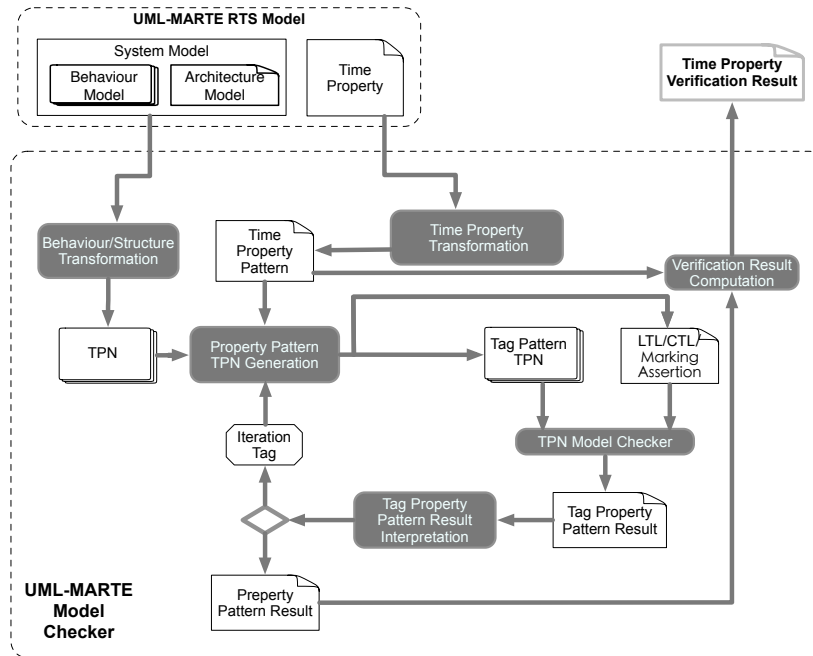 UML-MARTE RTS Model
System Model
Behaviour
Model
Architecture
Model
Time
Property
Time Property
Verification Result
Behaviour/Structure
Transformation
Time
Property
Pattern
Time Property
Transformation
Verification Result
Computation
TPN
Property Pattern
TPN Generation
Tag Pattern
TPN
LTL/CTL/
Marking
Assertion
Iteration
Tag
TPN Model Checker
Tag Property
Pattern Result
Interpretation
Tag Property
Pattern Result
Preperty
Pattern Result
UML-MARTE
Model
Checker